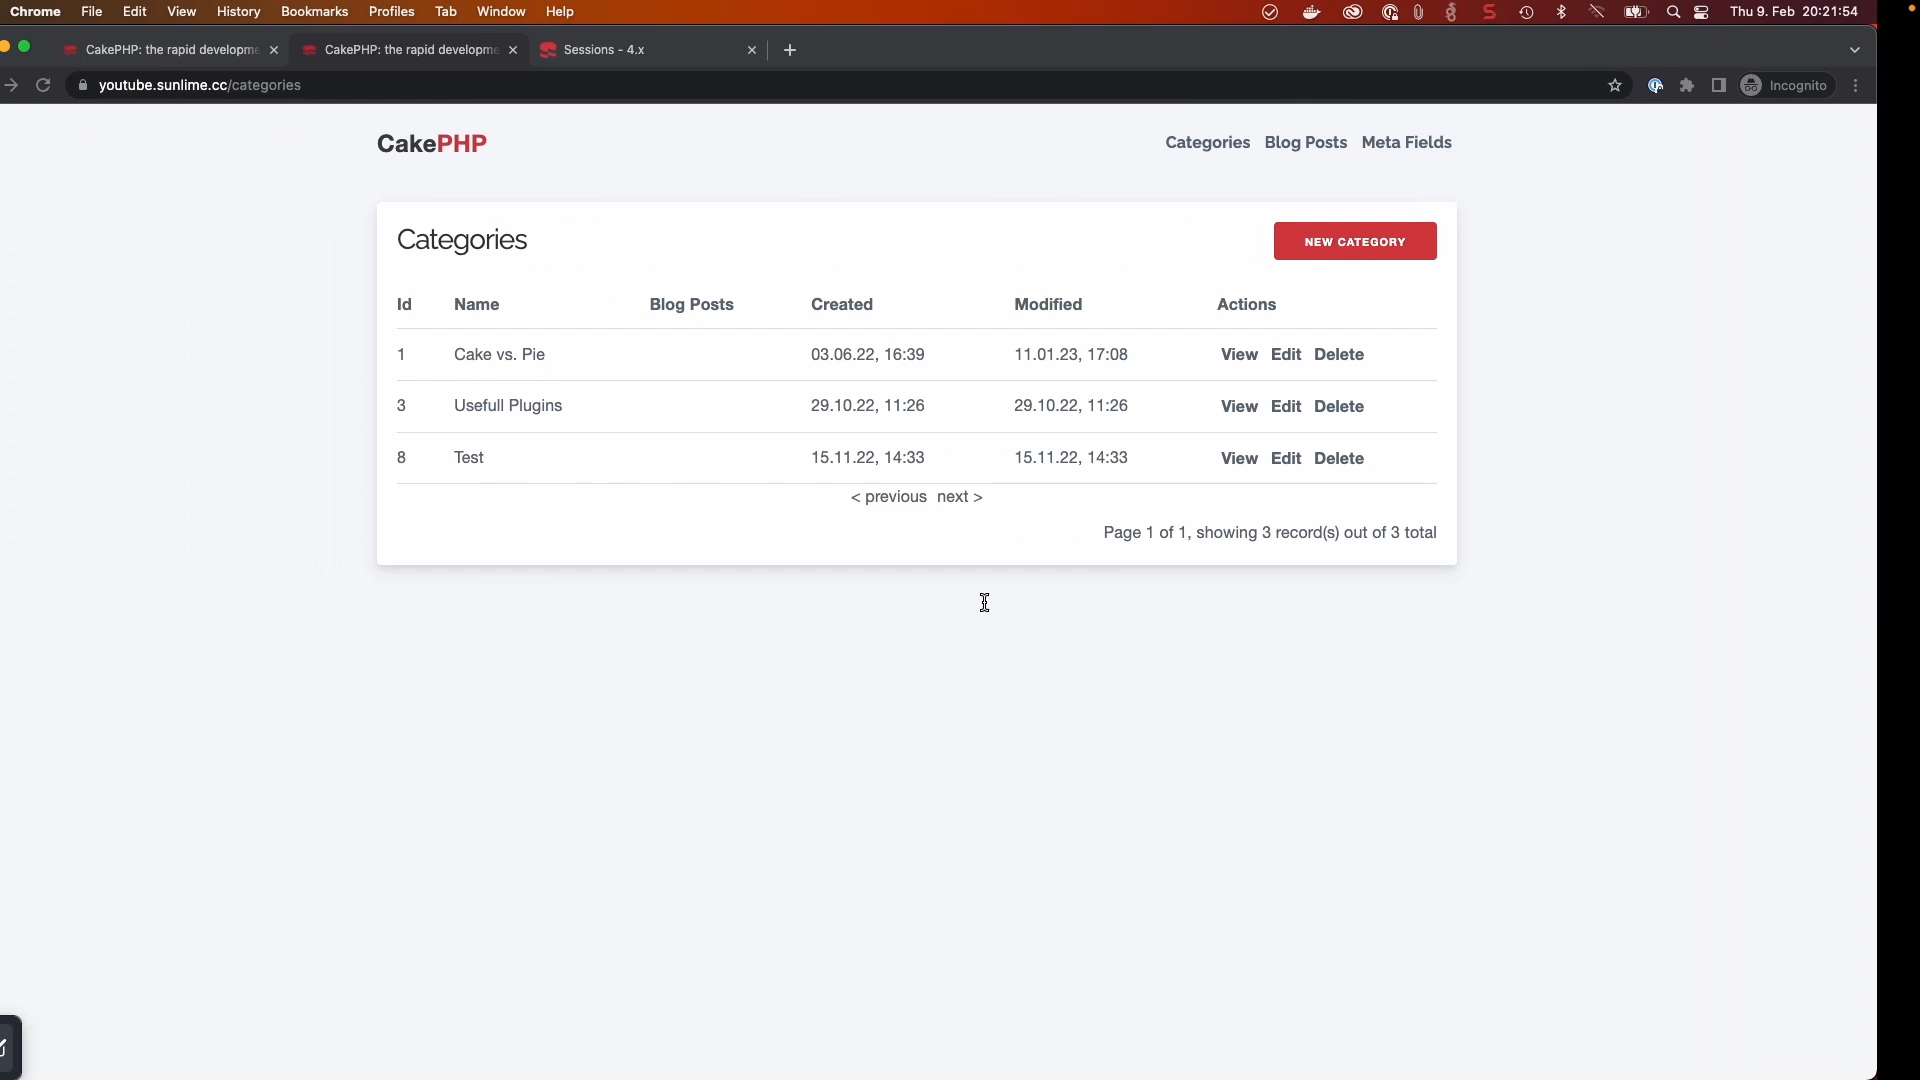 Chrome File Edit View History Bookmarks Profiles Tab Window Help Thu 9. Feb 20:21:54
CakePHP: the rapid developme Sessions - 4.x
CakePHP: the rapid developme
youtube.sunlime.cc/categories Incognito
CakePHP Categories Blog Posts Meta Fields
Categories NEW CATEGORY
Id Name Blog Posts Created Modified Actions
1 Cake vs. Pie 03.06.22, 16:39 11.01.23, 17:08 View Edit Delete
3 Usefull Plugins 29.10.22, 11:26 29.10.22, 11:26 View Edit Delete
8 Test 15.11.22, 14:33 15.11.22, 14:33 View Edit Delete
< previous next >
Page 1 of 1, showing 3 record(s) out of 3 total